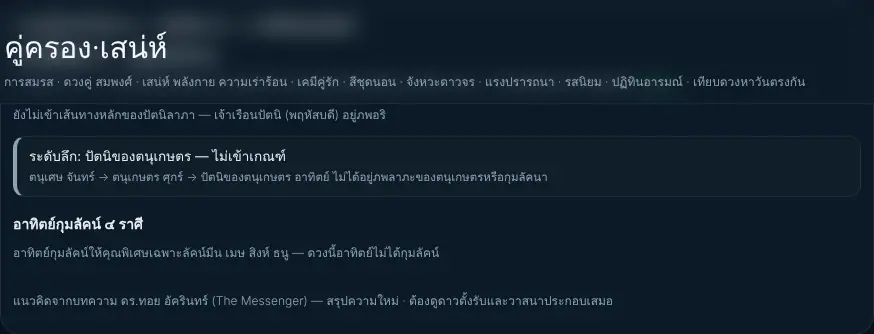 คู่ครอง·เสน่ห์
การสมรส · ดวงคู่ สมพงศ์ · เสน่ห์ พลังกาย ความเร่าร้อน · เคมีคู่รัก · สีชุดนอน · จังหวะดาวจร · แรงปรารถนา · รสนิยม · ปฏิทินอารมณ์ · เทียบดวงหาวันตรงกัน
ยังไม่เข้าเส้นทางหลักของปัตนิลาภา — เจ้าเรือนปัตนิ (พฤหัสบดี) อยู่ภพอริ
ระดับลึก: ปัตนิของตนุเกษตร — ไม่เข้าเกณฑ์
ตนุเศษ จันทร์ → ตนุเกษตร ศุกร์ → ปัตนิของตนุเกษตร อาทิตย์ ไม่ได้อยู่ภพลาภะของตนุเกษตรหรือกุมลัคนา
อาทิตย์กุมลัคน์ ๔ ราศี
อาทิตย์กุมลัคน์ให้คุณพิเศษเฉพาะลัคน์มีน เมษ สิงห์ ธนู — ดวงนี้อาทิตย์ไม่ได้กุมลัคน์
แนวคิดจากบทความ ดร.ทอย อัครินทร์ (The Messenger) — สรุปความใหม่ · ต้องดูดาวตั้งรับและวาสนาประกอบเสมอ